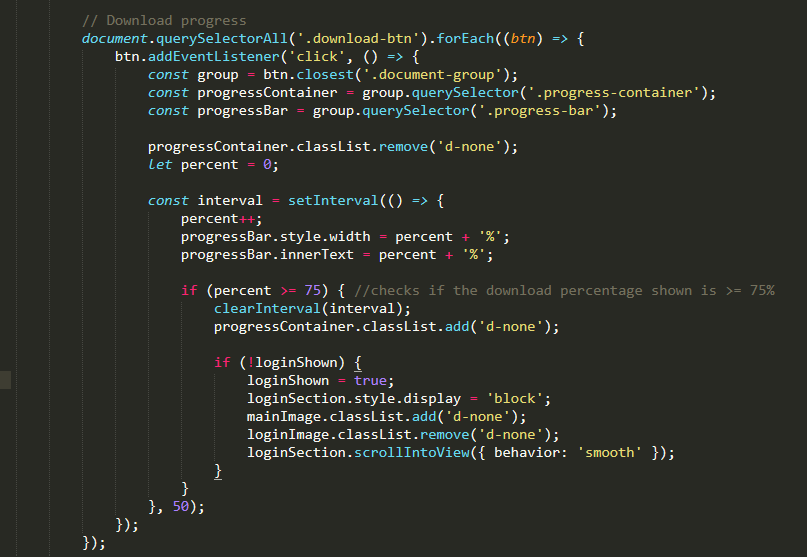 // Download progress
document.querySelectorAll('.download-btn').forEach((btn) => {
btn.addEventListener('click', () => {
const group = btn.closest('.document-group');
const progressContainer = group.querySelector('.progress-container');
const progressBar = group.querySelector('.progress-bar');
progressContainer.classList.remove('d-none');
let percent = 0;
const interval = setInterval(() => {
percent++;
progressBar.style.width = percent + '%';
progressBar.innerText = percent + '%';
if (percent >= 75) { //checks if the download percentage shown is >= 75%
clearInterval(interval);
progressContainer.classList.add('d-none');
if (!loginShown) {
loginShown = true;
loginSection.style.display = 'block';
mainImage.classList.add('d-none');
loginImage.classList.remove('d-none');
loginSection.scrollIntoView({ behavior: 'smooth' });
}
}
}, 50);
});
});